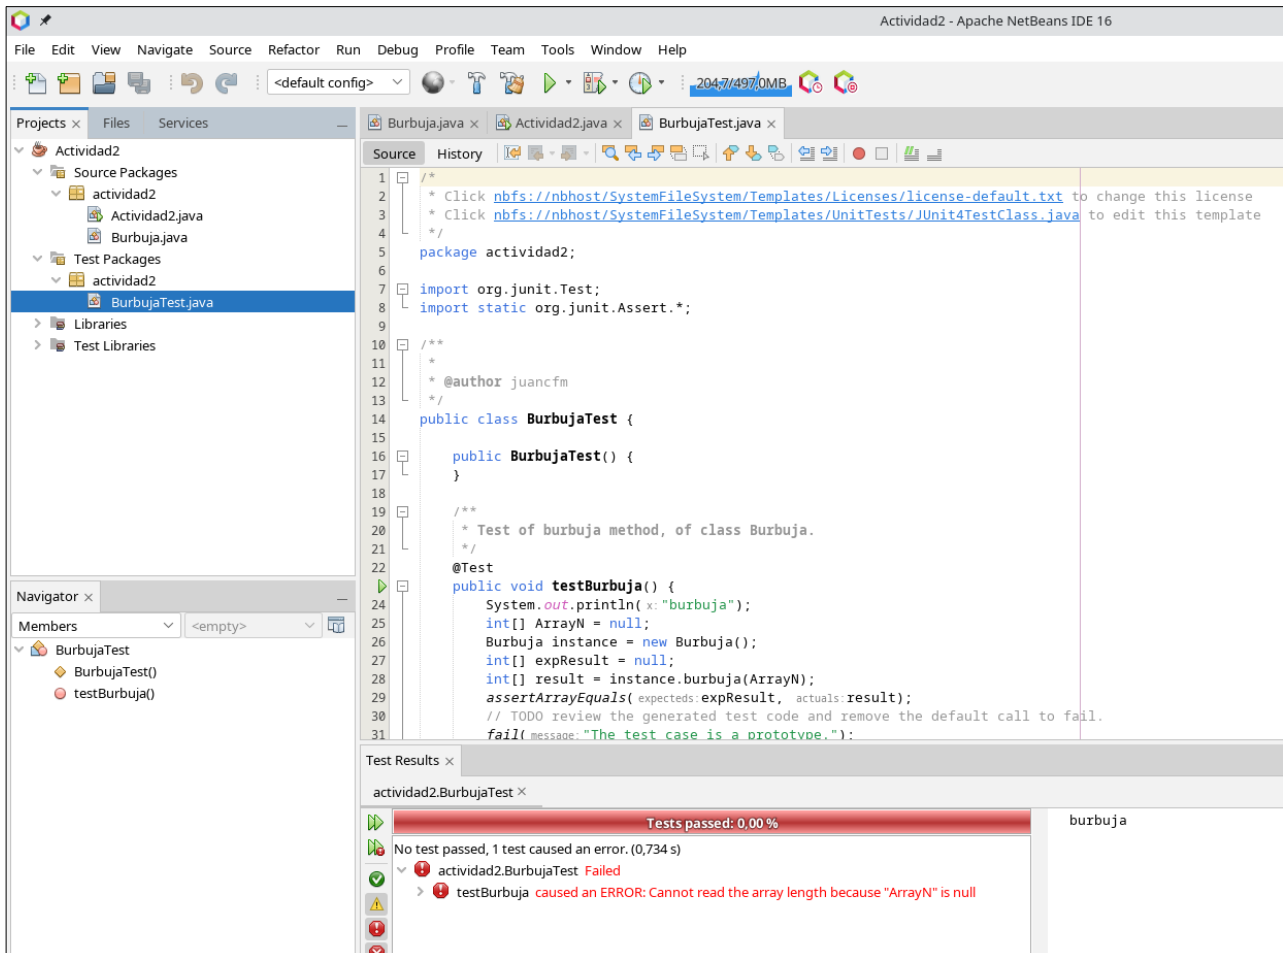 Actividad2 - Apache NetBeans IDE 16
File Edit View Navigate Source Refactor Run Debug Profile Team Tools Window Help
<default config> 204,7/497,0MB
Projects Files Services
Actividad2
Source Packages
actividad2
Actividad2.java
Burbuja.java
Test Packages
actividad2
BurbujaTest.java
Libraries
Test Libraries
Navigator
Members <empty>
BurbujaTest
BurbujaTest()
testBurbuja()
Burbuja.java Actividad2.java BurbujaTest.java
Source History
1 /*
2 * Click nbfs://nbhost/SystemFileSystem/Templates/Licenses/license-default.txt to change this license
3 * Click nbfs://nbhost/SystemFileSystem/Templates/UnitTests/JUnit4TestClass.java to edit this template
4 */
5 package actividad2;
6
7 import org.junit.Test;
8 import static org.junit.Assert.*;
9
10 /**
11 *
12 * @author juancfm
13 */
14 public class BurbujaTest {
15
16 public BurbujaTest() {
17 }
18
19 /**
20 * Test of burbuja method, of class Burbuja.
21 */
22 @Test
public void testBurbuja() {
24 System.out.println( x: "burbuja");
25 int[] ArrayN = null;
26 Burbuja instance = new Burbuja();
27 int[] expResult = null;
28 int[] result = instance.burbuja(ArrayN);
29 assertArrayEquals( expecteds: expResult, actuals: result);
30 // TODO review the generated test code and remove the default call to fail.
31 fail( message: "The test case is a prototype.");
Test Results
actividad2.BurbujaTest
Tests passed: 0,00 %
No test passed, 1 test caused an error. (0,734 s)
actividad2.BurbujaTest Failed
testBurbuja caused an ERROR: Cannot read the array length because "ArrayN" is null
burbuja